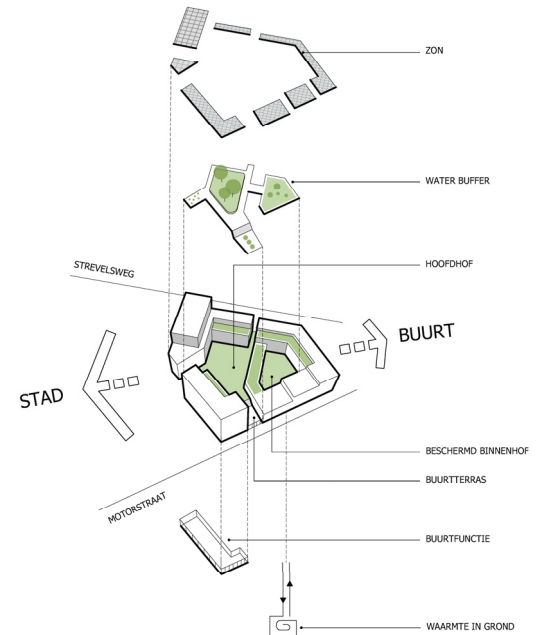 ZON
WATER BUFFER
HOOFDHOF
STREVELSWEG
BUURT
STAD
BESCHERMD BINNENHOF
BUURTTERRAS
MOTORSTRAAT
BUURTFUNCTIE
WAARMTE IN GROND